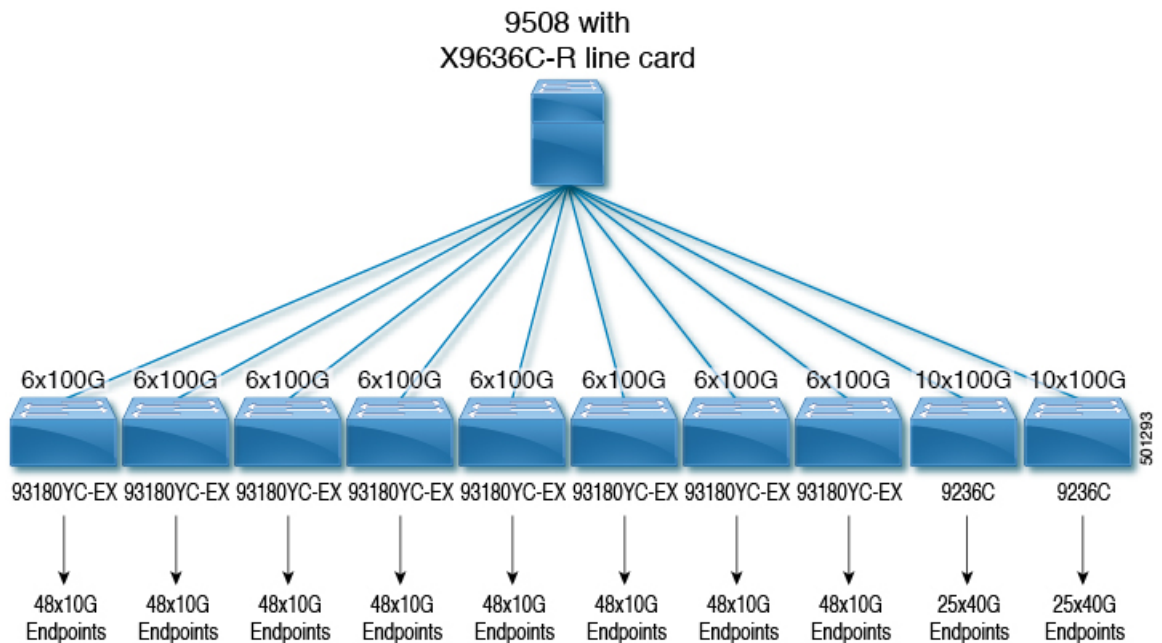 9508 with
X9636C-R line card
6x100G 6x100G 6x100G 6x100G 6x100G 6x100G 6x100G 6x100G 10x100G 10x100G
501293
93180YC-EX 93180YC-EX 93180YC-EX 93180YC-EX 93180YC-EX 93180YC-EX 93180YC-EX 93180YC-EX 9236C 9236C
48x10G 48x10G 48x10G 48x10G 48x10G 48x10G 48x10G 48x10G 25x40G 25x40G
Endpoints Endpoints Endpoints Endpoints Endpoints Endpoints Endpoints Endpoints Endpoints Endpoints